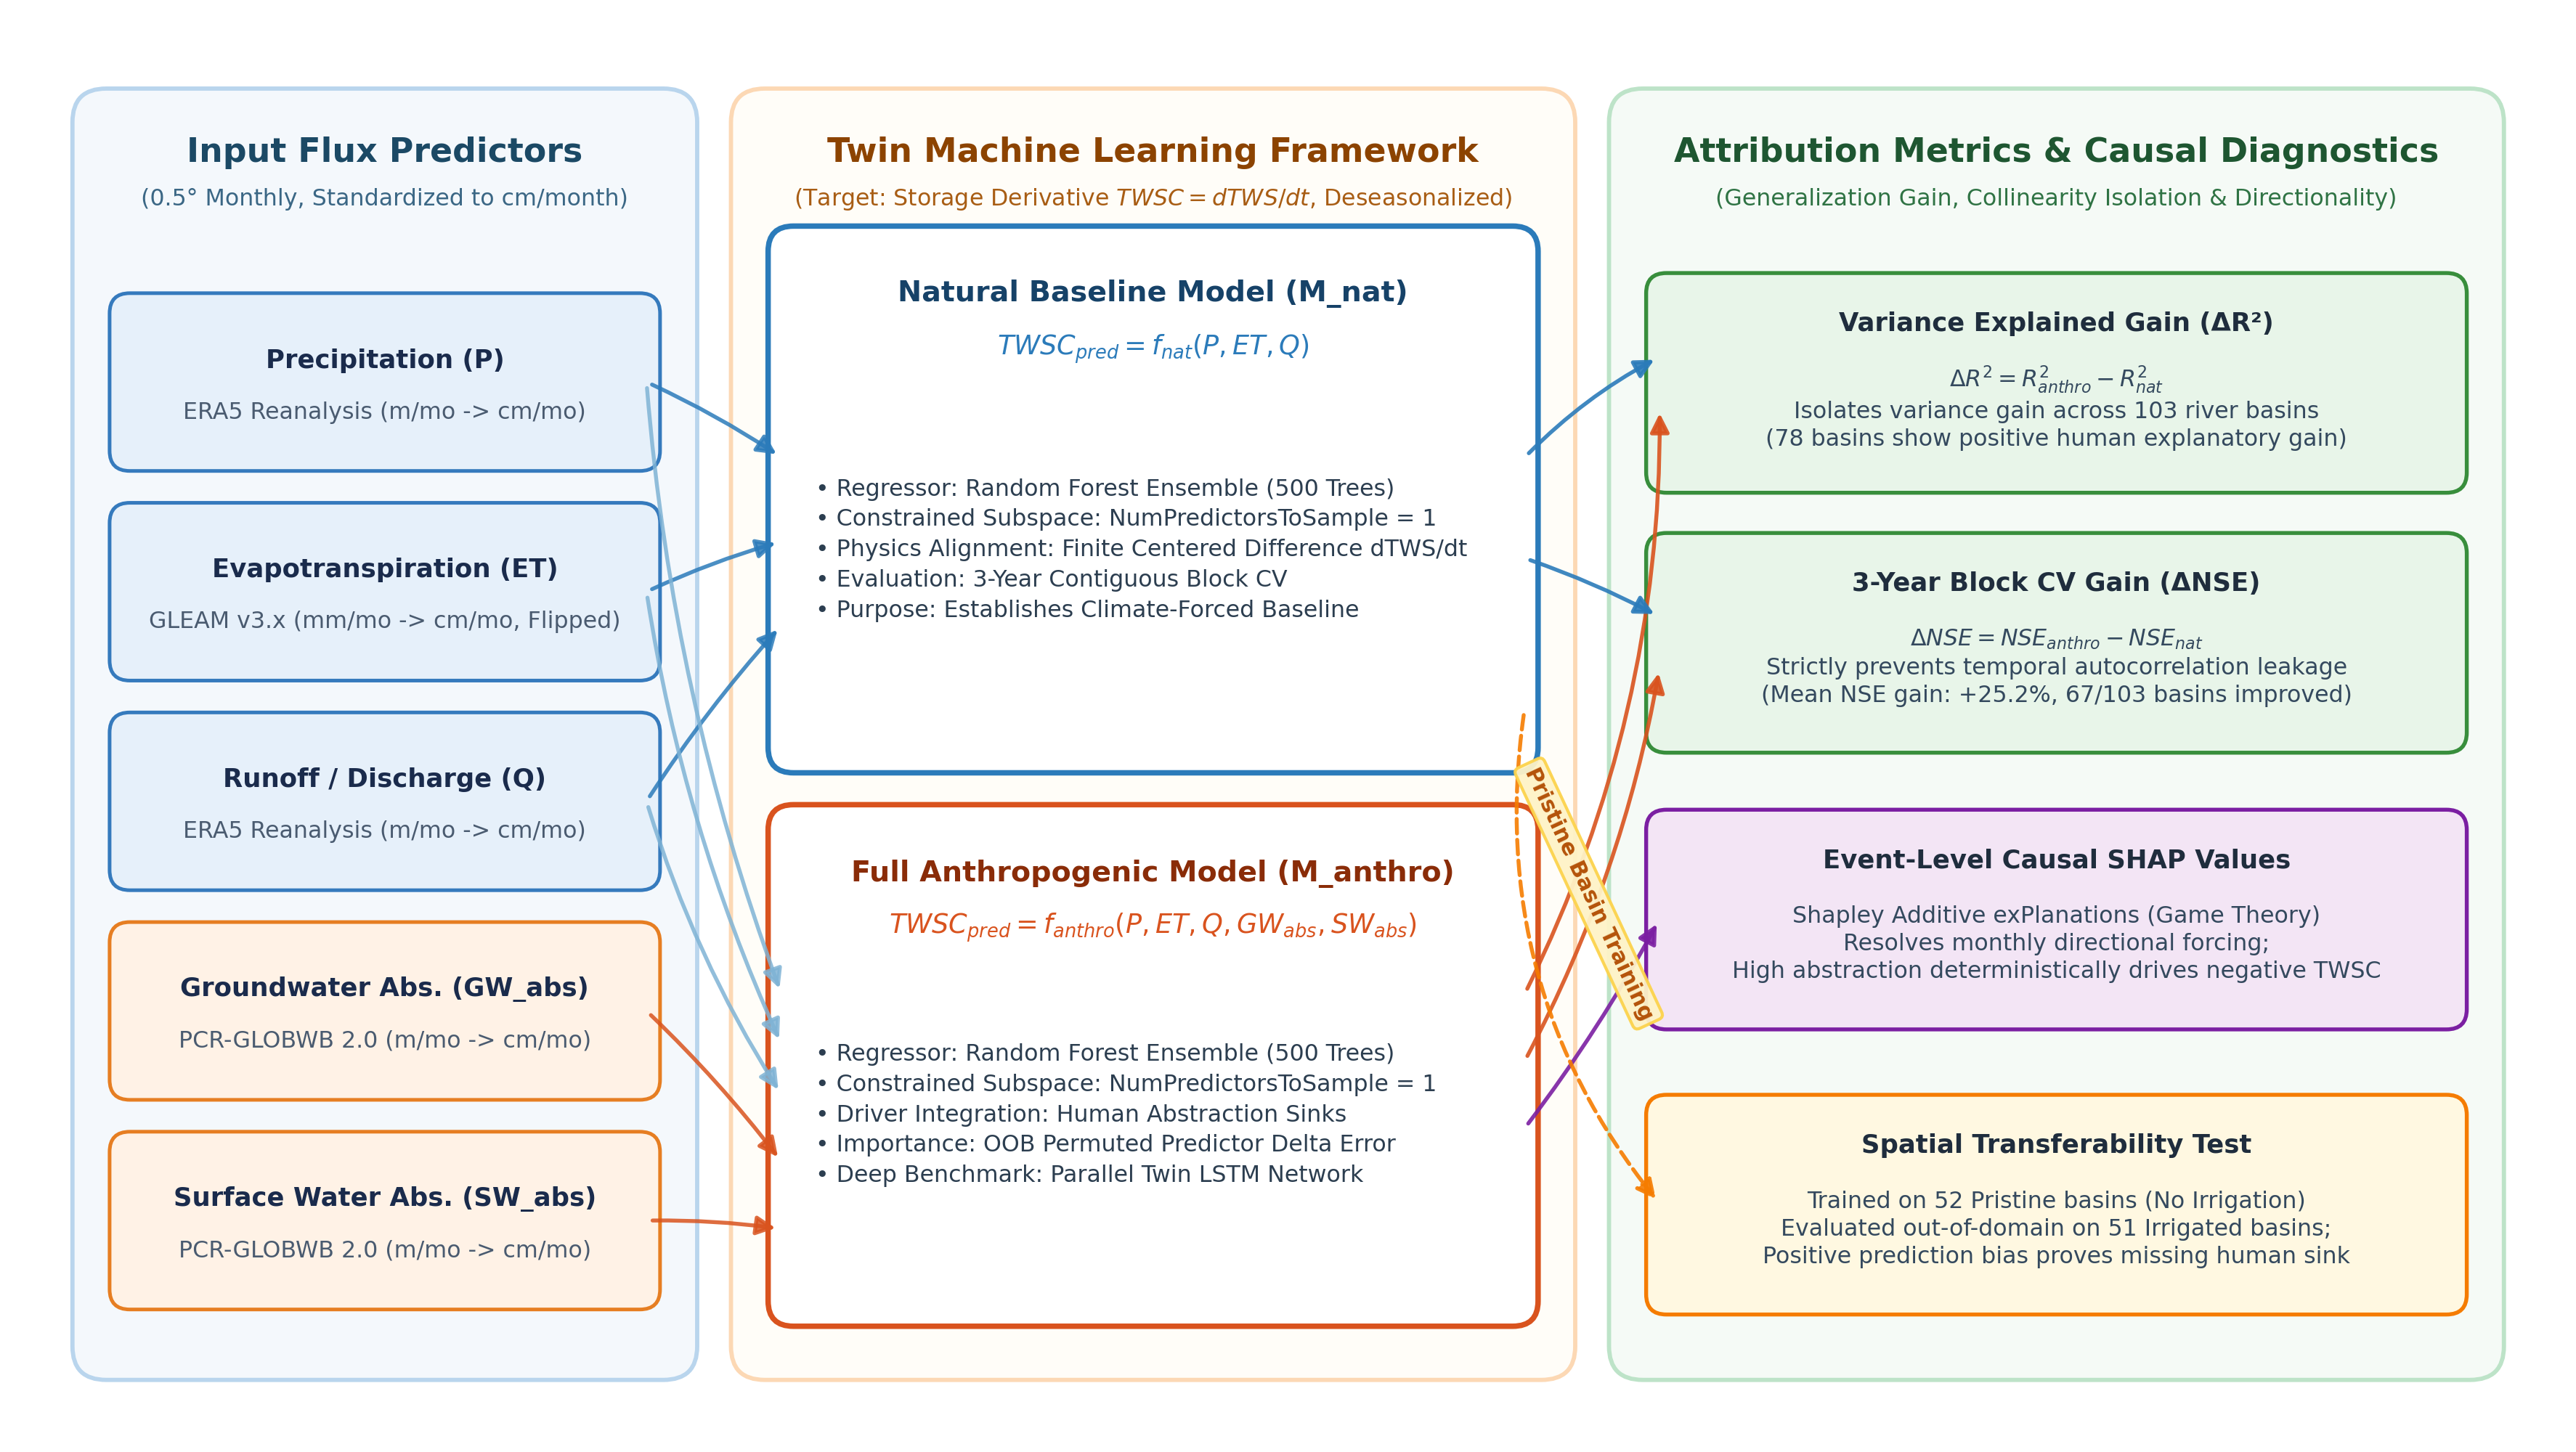 Input Flux Predictors
(0.5° Monthly, Standardized to cm/month)
Precipitation (P)
ERA5 Reanalysis (m/mo -> cm/mo)
Evapotranspiration (ET)
GLEAM v3.x (mm/mo -> cm/mo, Flipped)
Runoff / Discharge (Q)
ERA5 Reanalysis (m/mo -> cm/mo)
Groundwater Abs. (GW_abs)
PCR-GLOBWB 2.0 (m/mo -> cm/mo)
Surface Water Abs. (SW_abs)
PCR-GLOBWB 2.0 (m/mo -> cm/mo)
Twin Machine Learning Framework
(Target: Storage Derivative TWSC = dTWS/dt, Deseasonalized)
Natural Baseline Model (M_nat)
TWSC_pred = f_nat(P, ET, Q)
• Regressor: Random Forest Ensemble (500 Trees)
• Constrained Subspace: NumPredictorsToSample = 1
• Physics Alignment: Finite Centered Difference dTWS/dt
• Evaluation: 3-Year Contiguous Block CV
• Purpose: Establishes Climate-Forced Baseline
Full Anthropogenic Model (M_anthro)
TWSC_pred = f_anthro(P, ET, Q, GW_abs, SW_abs)
• Regressor: Random Forest Ensemble (500 Trees)
• Constrained Subspace: NumPredictorsToSample = 1
• Driver Integration: Human Abstraction Sinks
• Importance: OOB Permuted Predictor Delta Error
• Deep Benchmark: Parallel Twin LSTM Network
Pristine Basin Training
Attribution Metrics & Causal Diagnostics
(Generalization Gain, Collinearity Isolation & Directionality)
Variance Explained Gain (ΔR²)
ΔR² = R²_anthro − R²_nat
Isolates variance gain across 103 river basins
(78 basins show positive human explanatory gain)
3-Year Block CV Gain (ΔNSE)
ΔNSE = NSE_anthro − NSE_nat
Strictly prevents temporal autocorrelation leakage
(Mean NSE gain: +25.2%, 67/103 basins improved)
Event-Level Causal SHAP Values
Shapley Additive exPlanations (Game Theory)
Resolves monthly directional forcing;
High abstraction deterministically drives negative TWSC
Spatial Transferability Test
Trained on 52 Pristine basins (No Irrigation)
Evaluated out-of-domain on 51 Irrigated basins;
Positive prediction bias proves missing human sink